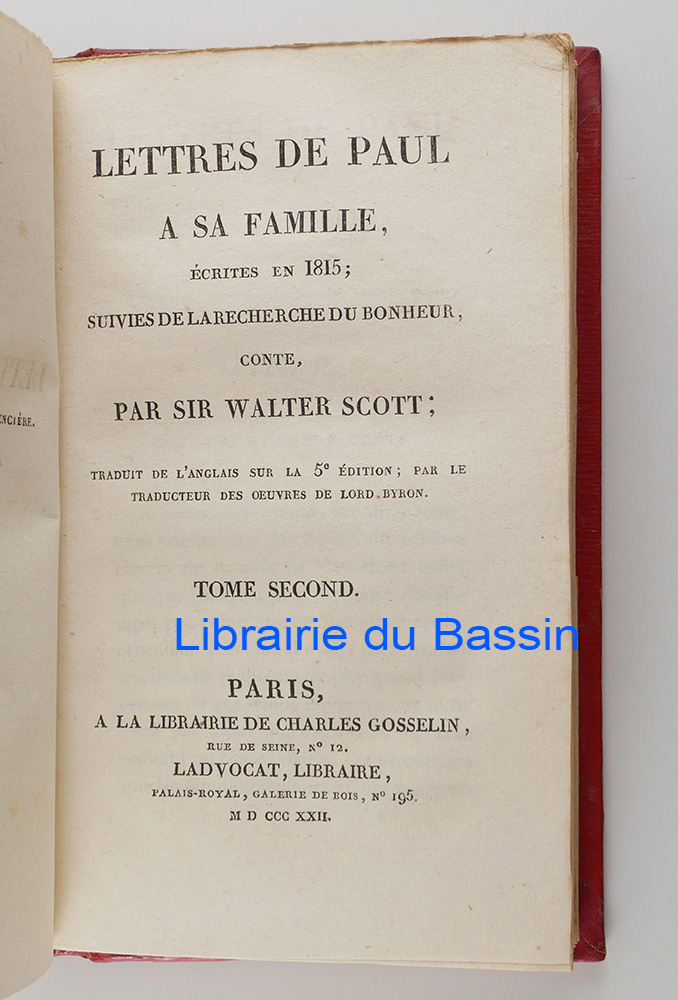 LETTRES DE PAUL
A SA FAMILLE,
ÉCRITES EN 1815;
SUIVIES DE LA RECHERCHE DU BONHEUR,
CONTE,
PAR SIR WALTER SCOTT;
TRADUIT DE L'ANGLAIS SUR LA 5e ÉDITION; PAR LE
TRADUCTEUR DES OEUVRES DE LORD BYRON.
TOME SECOND.
Librairie du Bassin
PARIS,
A LA LIBRAIRIE DE CHARLES GOSSELIN,
RUE DE SEINE, No 12.
LADVOCAT, LIBRAIRE,
PALAIS-ROYAL, GALERIE DE BOIS, No 195.
M D CCC XXII.